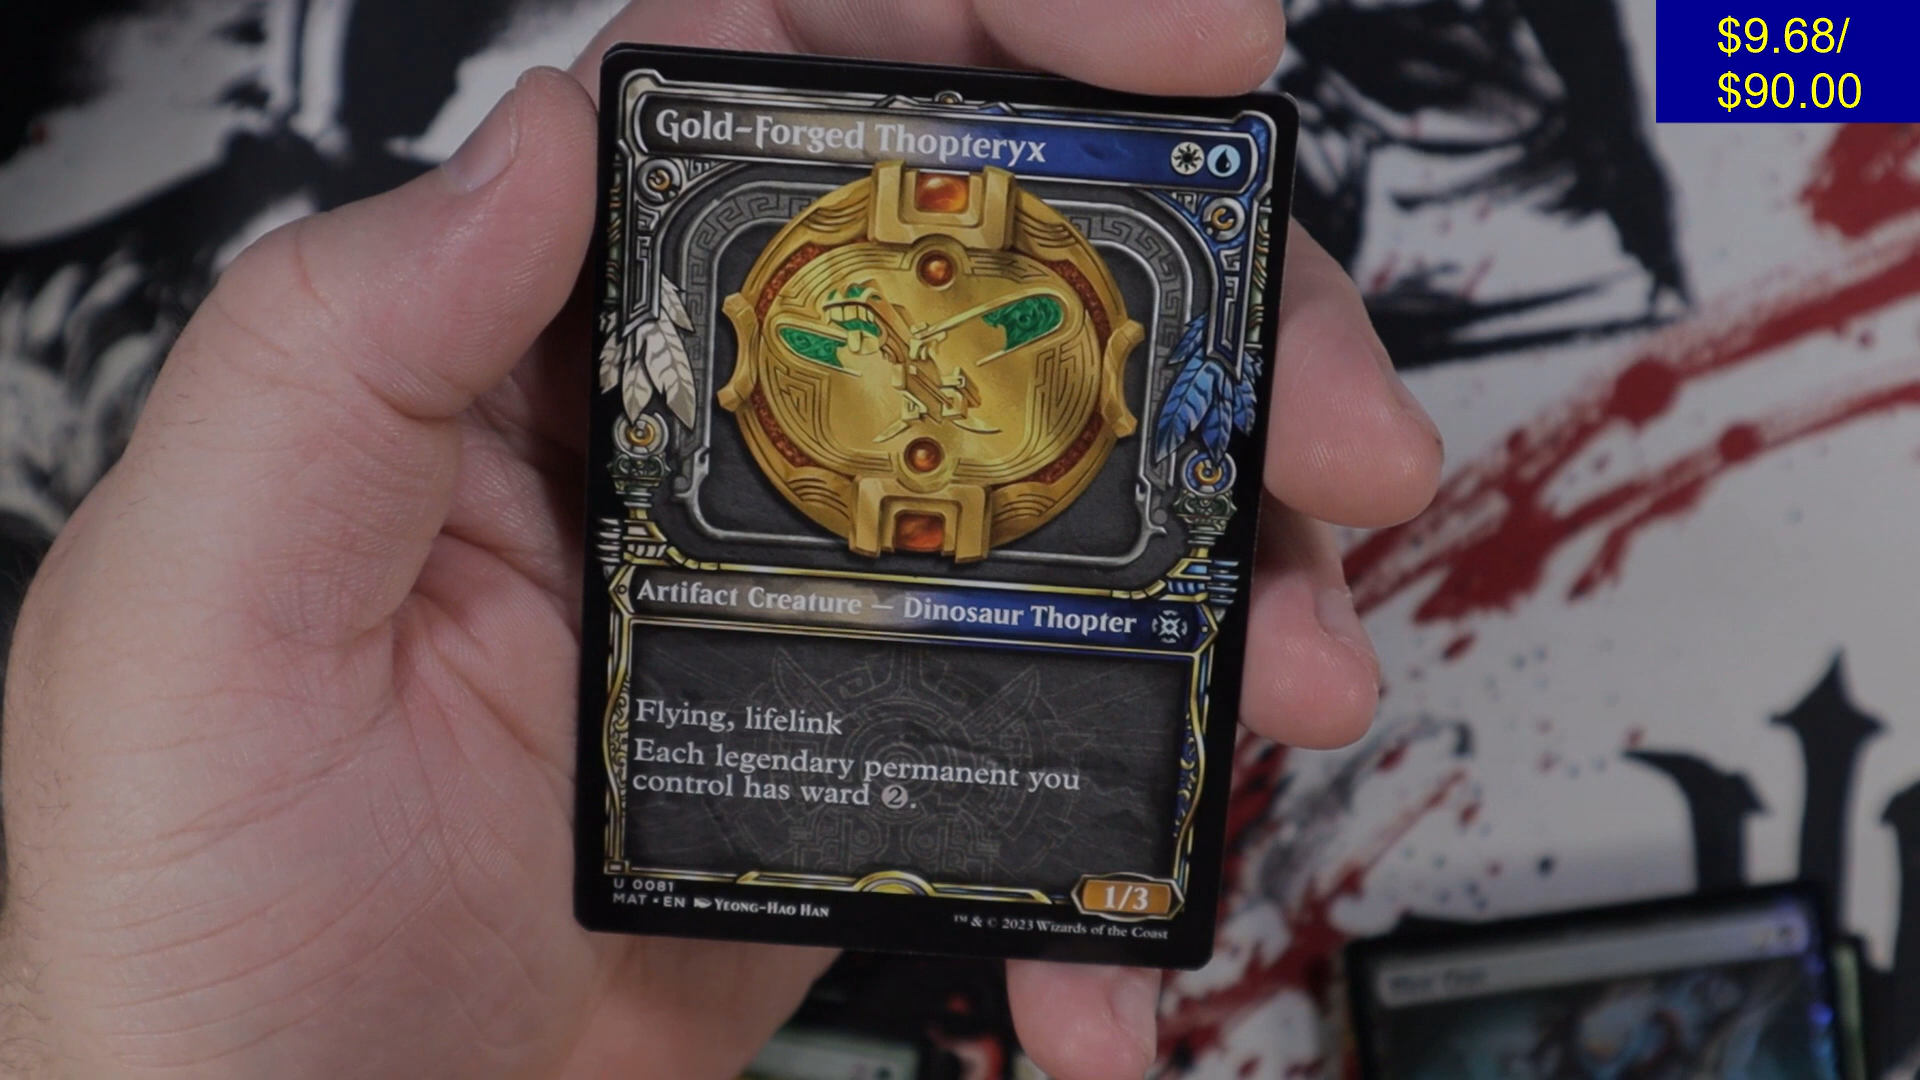 $9.68/
$90.00
Gold-Forged Thopteryx
Artifact Creature — Dinosaur Thopter
Flying, lifelink
Each legendary permanent you
control has ward 2.
1/3
U 0081
MAT • EN Yeong-Hao Han
™ & © 2023 Wizards of the Coast